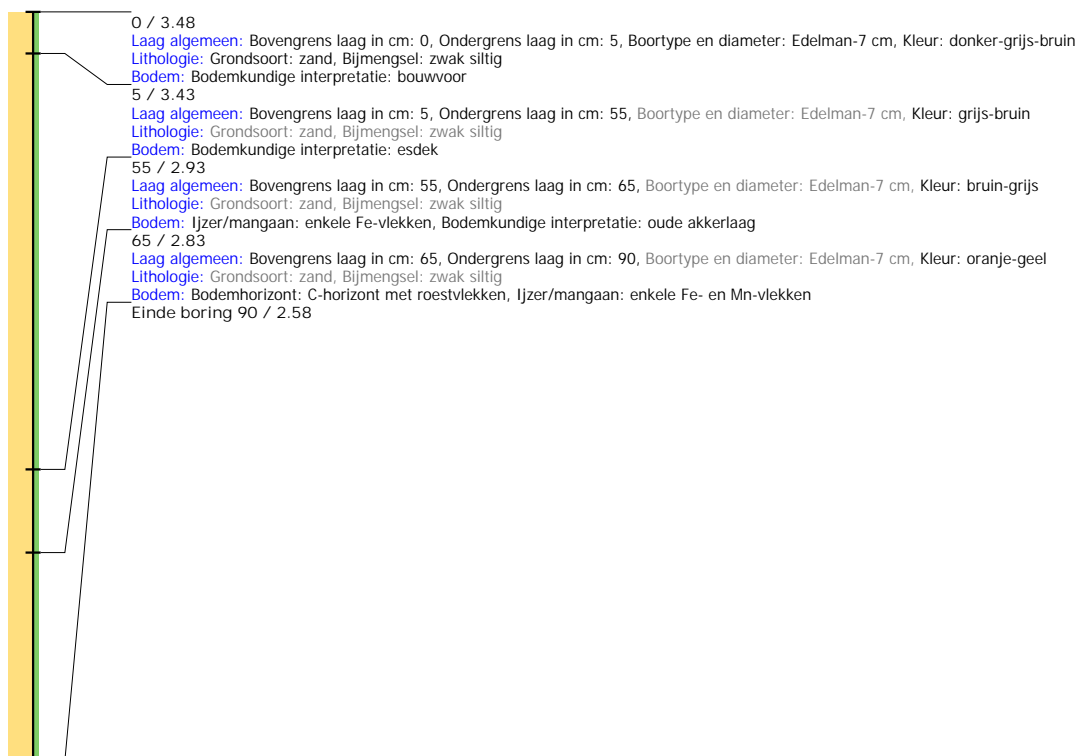 0 / 3.48
Laag algemeen: Bovengrens laag in cm: 0, Ondergrens laag in cm: 5, Boortype en diameter: Edelman-7 cm, Kleur: donker-grijs-bruin
Lithologie: Grondsoort: zand, Bijmengsel: zwak siltig
Bodem: Bodemkundige interpretatie: bouwvoor
5 / 3.43
Laag algemeen: Bovengrens laag in cm: 5, Ondergrens laag in cm: 55, Boortype en diameter: Edelman-7 cm, Kleur: grijs-bruin
Lithologie: Grondsoort: zand, Bijmengsel: zwak siltig
Bodem: Bodemkundige interpretatie: esdek
55 / 2.93
Laag algemeen: Bovengrens laag in cm: 55, Ondergrens laag in cm: 65, Boortype en diameter: Edelman-7 cm, Kleur: bruin-grijs
Lithologie: Grondsoort: zand, Bijmengsel: zwak siltig
Bodem: Ijzer/mangaan: enkele Fe-vlekken, Bodemkundige interpretatie: oude akkerlaag
65 / 2.83
Laag algemeen: Bovengrens laag in cm: 65, Ondergrens laag in cm: 90, Boortype en diameter: Edelman-7 cm, Kleur: oranje-geel
Lithologie: Grondsoort: zand, Bijmengsel: zwak siltig
Bodem: Bodemhorizont: C-horizont met roestvlekken, Ijzer/mangaan: enkele Fe- en Mn-vlekken
Einde boring 90 / 2.58